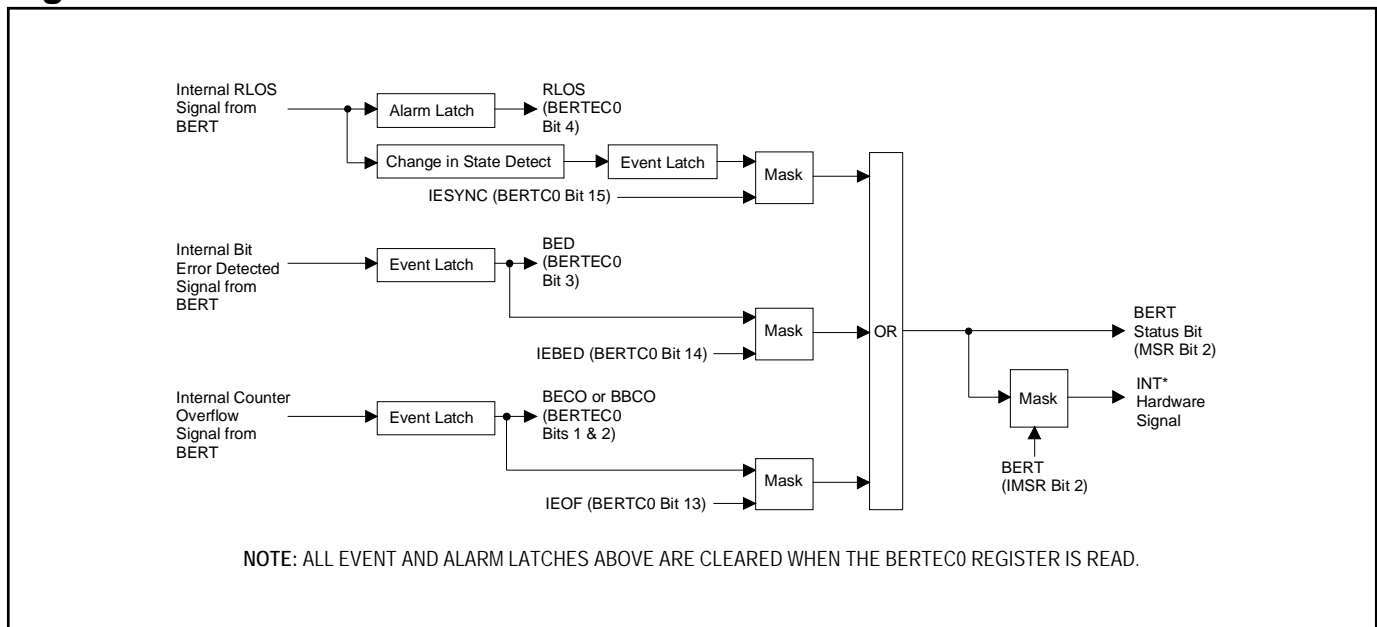 Internal RLOS
Signal from
BERT
Alarm Latch
RLOS
(BERTEC0
Bit 4)
Change in State Detect
Event Latch
Mask
IESYNC (BERTC0 Bit 15)
Internal Bit
Error Detected
Signal from
BERT
Event Latch
BED
(BERTEC0
Bit 3)
Mask
IEBED (BERTC0 Bit 14)
OR
BERT
Status Bit
(MSR Bit 2)
Mask
INT*
Hardware
Signal
BERT
(IMSR Bit 2)
Internal Counter
Overflow
Signal from
BERT
Event Latch
BECO or BBCO
(BERTEC0
Bits 1 & 2)
Mask
IEOF (BERTC0 Bit 13)
NOTE: ALL EVENT AND ALARM LATCHES ABOVE ARE CLEARED WHEN THE BERTEC0 REGISTER IS READ.